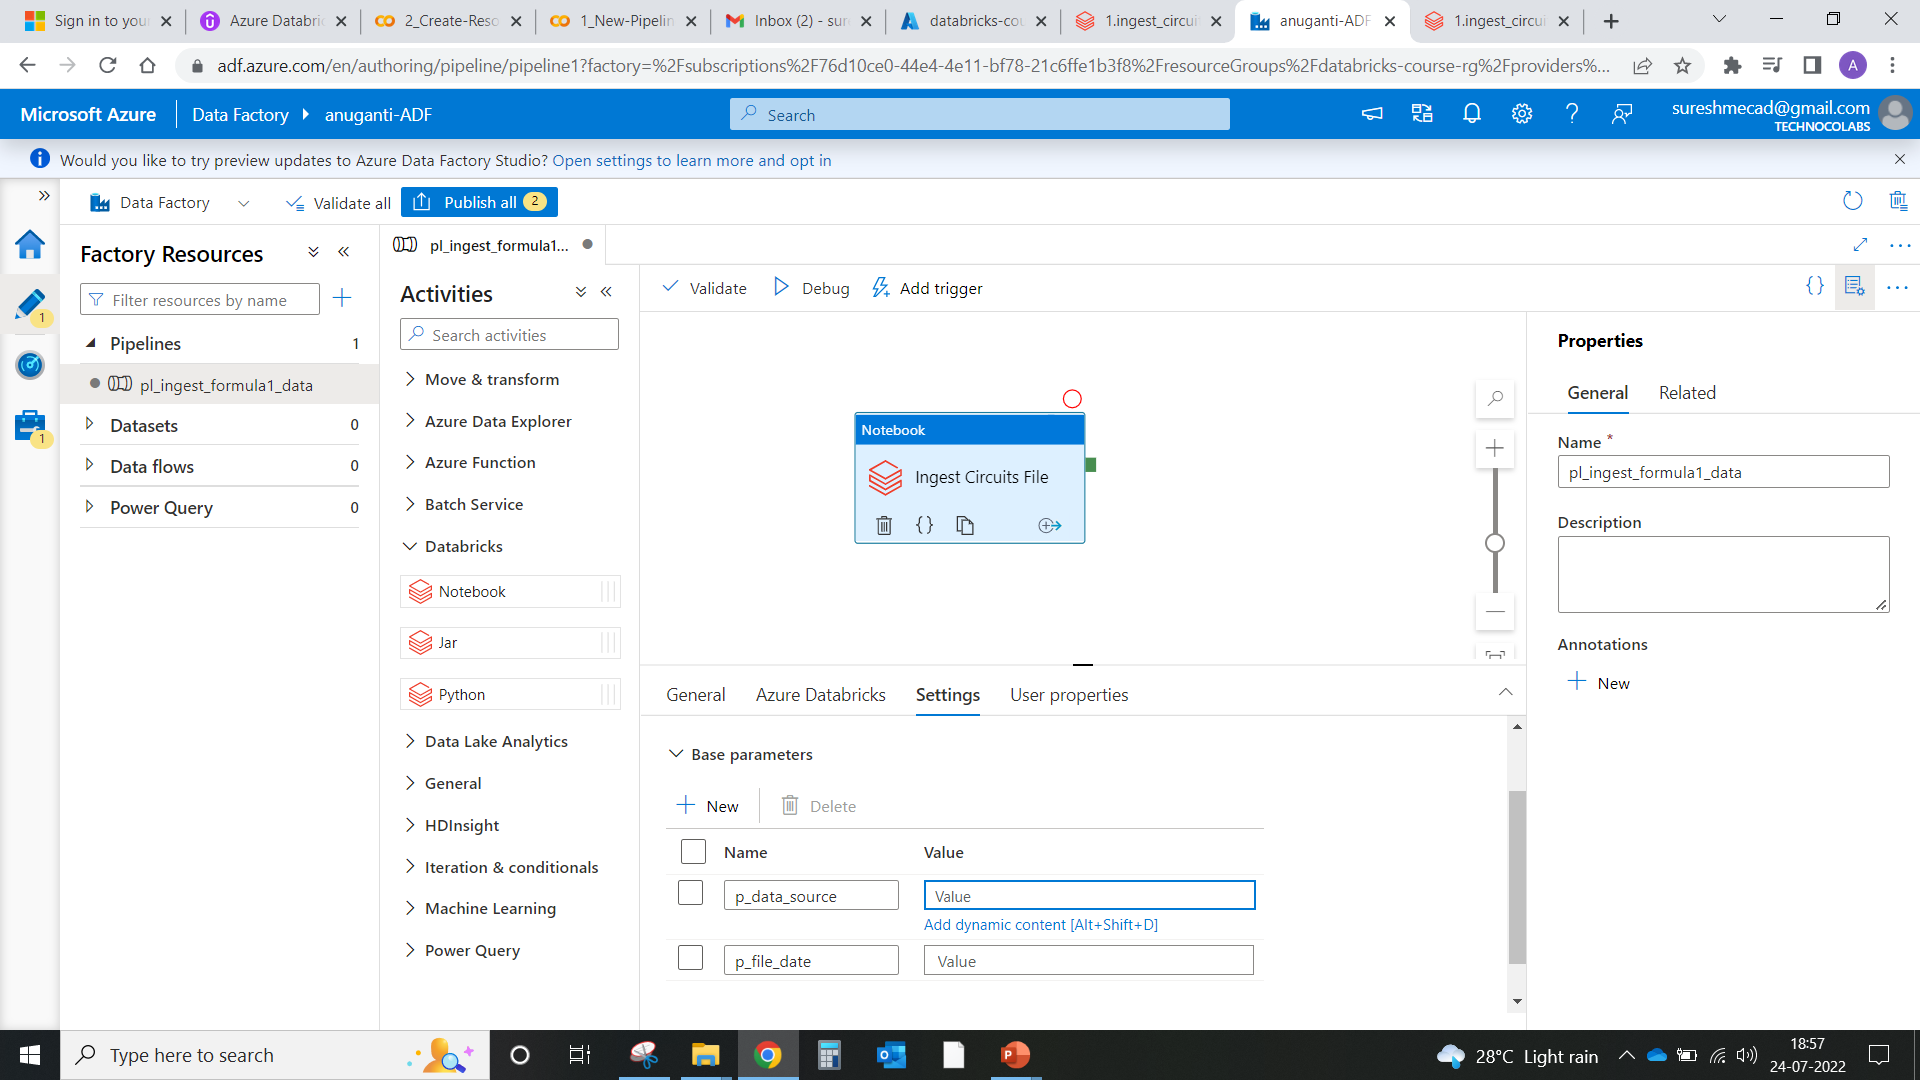 Sign in to your
Azure Databric
2_Create-Reso
1_New-Pipelin
Inbox (2) - sur
databricks-cou
1.ingest_circui
anuganti-ADF
1.ingest_circui
adf.azure.com/en/authoring/pipeline/pipeline1?factory=%2Fsubscriptions%2F76d10ce0-44e4-4e11-bf78-21c6ffe1b3f8%2FresourceGroups%2Fdatabricks-course-rg%2Fproviders%...
A
Microsoft Azure
Data Factory
anuganti-ADF
Search
sureshmecad@gmail.com
TECHNOCOLABS
Would you like to try preview updates to Azure Data Factory Studio? Open settings to learn more and opt in
Data Factory
Validate all
Publish all 2
Factory Resources
Filter resources by name
Pipelines 1
pl_ingest_formula1_data
Datasets 0
Data flows 0
Power Query 0
1
1
pl_ingest_formula1...
Activities
Search activities
Move & transform
Azure Data Explorer
Azure Function
Batch Service
Databricks
Notebook
Jar
Python
Data Lake Analytics
General
HDInsight
Iteration & conditionals
Machine Learning
Power Query
Validate
Debug
Add trigger
Notebook
Ingest Circuits File
General
Azure Databricks
Settings
User properties
Base parameters
New
Delete
Name Value
p_data_source Value
Add dynamic content [Alt+Shift+D]
p_file_date Value
Properties
General Related
Name *
pl_ingest_formula1_data
Description
Annotations
New
Type here to search
28°C Light rain
18:57
24-07-2022